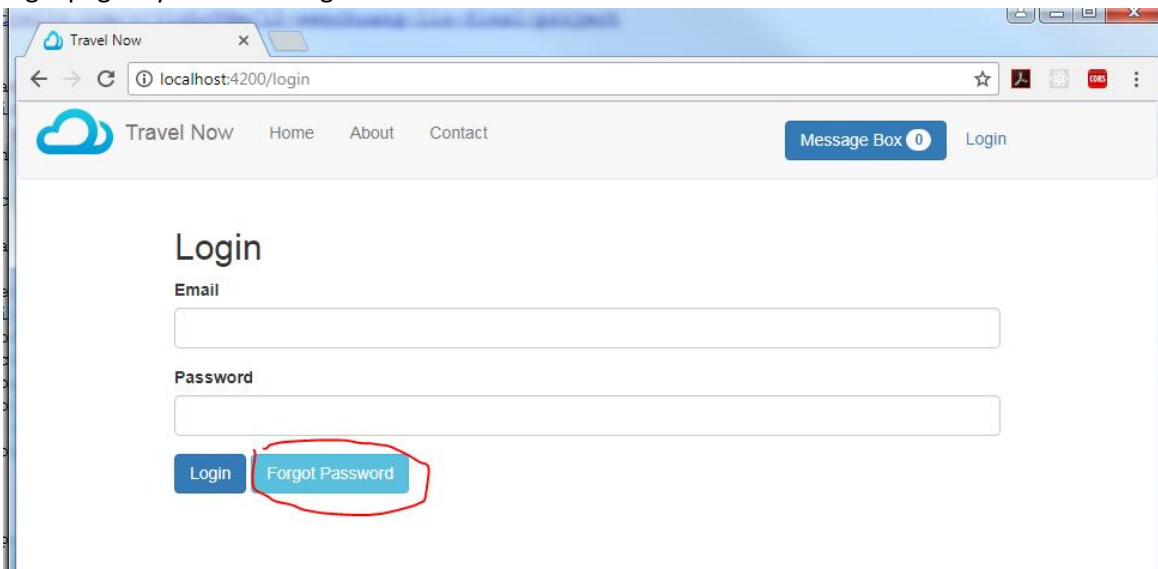 Travel Now
localhost:4200/login
CORS
Travel Now Home About Contact Message Box 0 Login
Login
Email
Password
Login Forgot Password